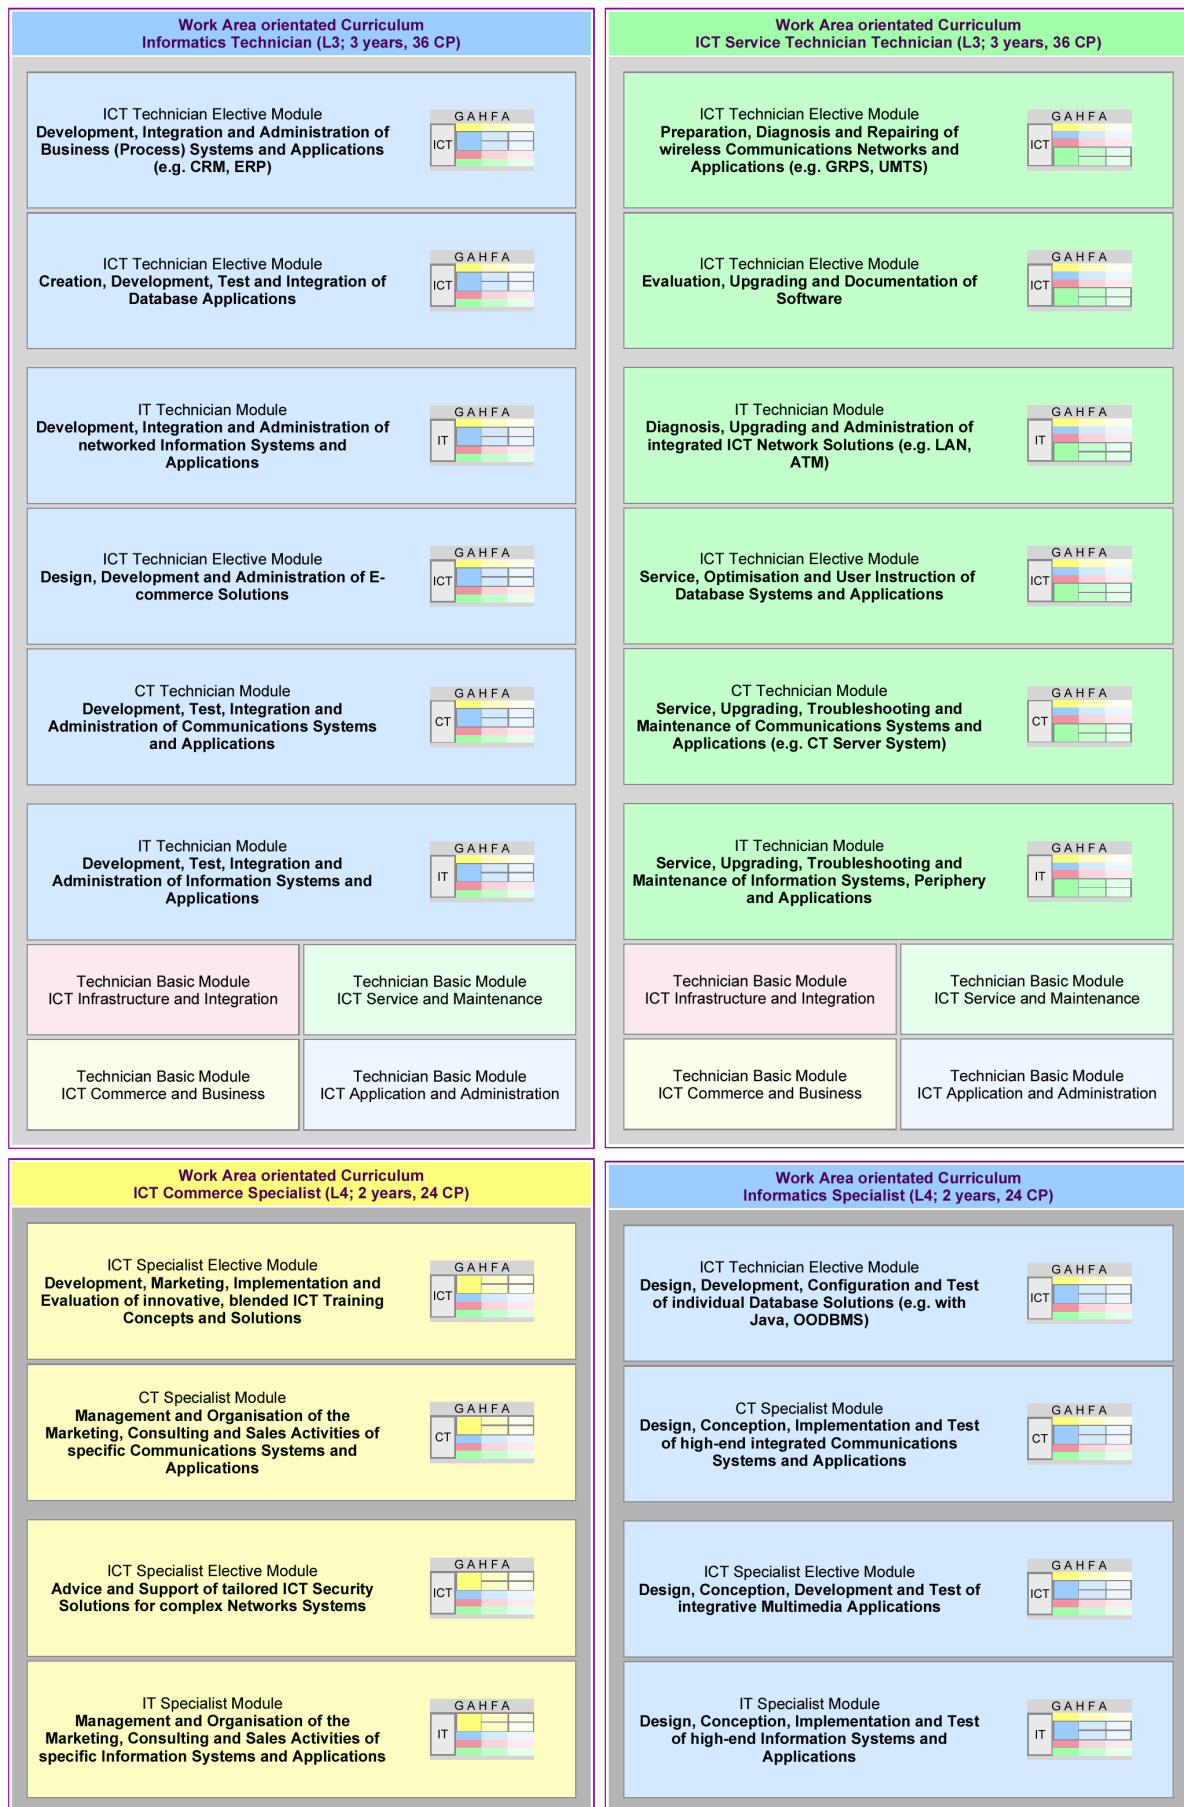 Work Area orientated Curriculum
Informatics Technician (L3; 3 years, 36 CP)
ICT Technician Elective Module
Development, Integration and Administration of
Business (Process) Systems and Applications
(e.g. CRM, ERP)
G A H F A
ICT
ICT Technician Elective Module
Creation, Development, Test and Integration of
Database Applications
G A H F A
ICT
IT Technician Module
Development, Integration and Administration of
networked Information Systems and
Applications
G A H F A
IT
ICT Technician Elective Module
Design, Development and Administration of E-
commerce Solutions
G A H F A
ICT
CT Technician Module
Development, Test, Integration and
Administration of Communications Systems
and Applications
G A H F A
CT
IT Technician Module
Development, Test, Integration and
Administration of Information Systems and
Applications
G A H F A
IT
Technician Basic Module
ICT Infrastructure and Integration
Technician Basic Module
ICT Service and Maintenance
Technician Basic Module
ICT Commerce and Business
Technician Basic Module
ICT Application and Administration
Work Area orientated Curriculum
ICT Service Technician Technician (L3; 3 years, 36 CP)
ICT Technician Elective Module
Preparation, Diagnosis and Repairing of
wireless Communications Networks and
Applications (e.g. GRPS, UMTS)
G A H F A
ICT
ICT Technician Elective Module
Evaluation, Upgrading and Documentation of
Software
G A H F A
ICT
IT Technician Module
Diagnosis, Upgrading and Administration of
integrated ICT Network Solutions (e.g. LAN,
ATM)
G A H F A
IT
ICT Technician Elective Module
Service, Optimisation and User Instruction of
Database Systems and Applications
G A H F A
ICT
CT Technician Module
Service, Upgrading, Troubleshooting and
Maintenance of Communications Systems and
Applications (e.g. CT Server System)
G A H F A
CT
IT Technician Module
Service, Upgrading, Troubleshooting and
Maintenance of Information Systems, Periphery
and Applications
G A H F A
IT
Technician Basic Module
ICT Infrastructure and Integration
Technician Basic Module
ICT Service and Maintenance
Technician Basic Module
ICT Commerce and Business
Technician Basic Module
ICT Application and Administration
Work Area orientated Curriculum
ICT Commerce Specialist (L4; 2 years, 24 CP)
ICT Specialist Elective Module
Development, Marketing, Implementation and
Evaluation of innovative, blended ICT Training
Concepts and Solutions
G A H F A
ICT
CT Specialist Module
Management and Organisation of the
Marketing, Consulting and Sales Activities of
specific Communications Systems and
Applications
G A H F A
CT
ICT Specialist Elective Module
Advice and Support of tailored ICT Security
Solutions for complex Networks Systems
G A H F A
ICT
IT Specialist Module
Management and Organisation of the
Marketing, Consulting and Sales Activities of
specific Information Systems and Applications
G A H F A
IT
Work Area orientated Curriculum
Informatics Specialist (L4; 2 years, 24 CP)
ICT Technician Elective Module
Design, Development, Configuration and Test
of individual Database Solutions (e.g. with
Java, OODBMS)
G A H F A
ICT
CT Specialist Module
Design, Conception, Implementation and Test
of high-end integrated Communications
Systems and Applications
G A H F A
CT
ICT Specialist Elective Module
Design, Conception, Development and Test of
integrative Multimedia Applications
G A H F A
ICT
IT Specialist Module
Design, Conception, Implementation and Test
of high-end Information Systems and
Applications
G A H F A
IT